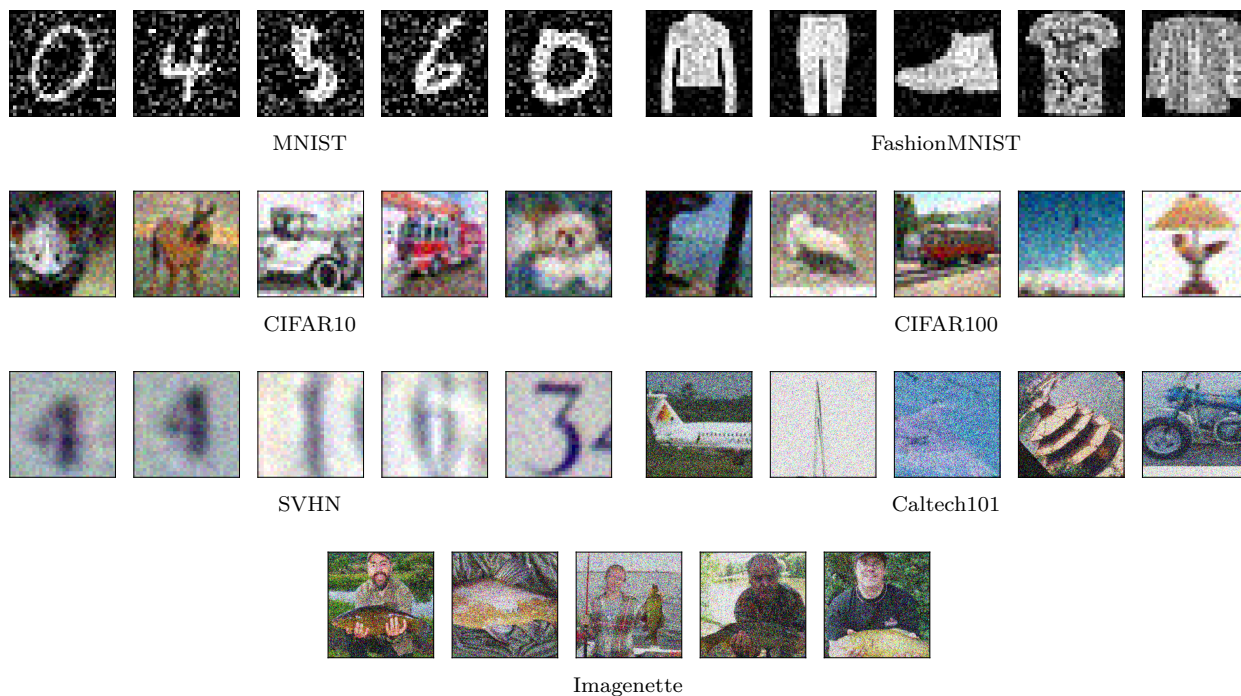 MNIST
FashionMNIST
CIFAR10
CIFAR100
SVHN
Caltech101
Imagenette